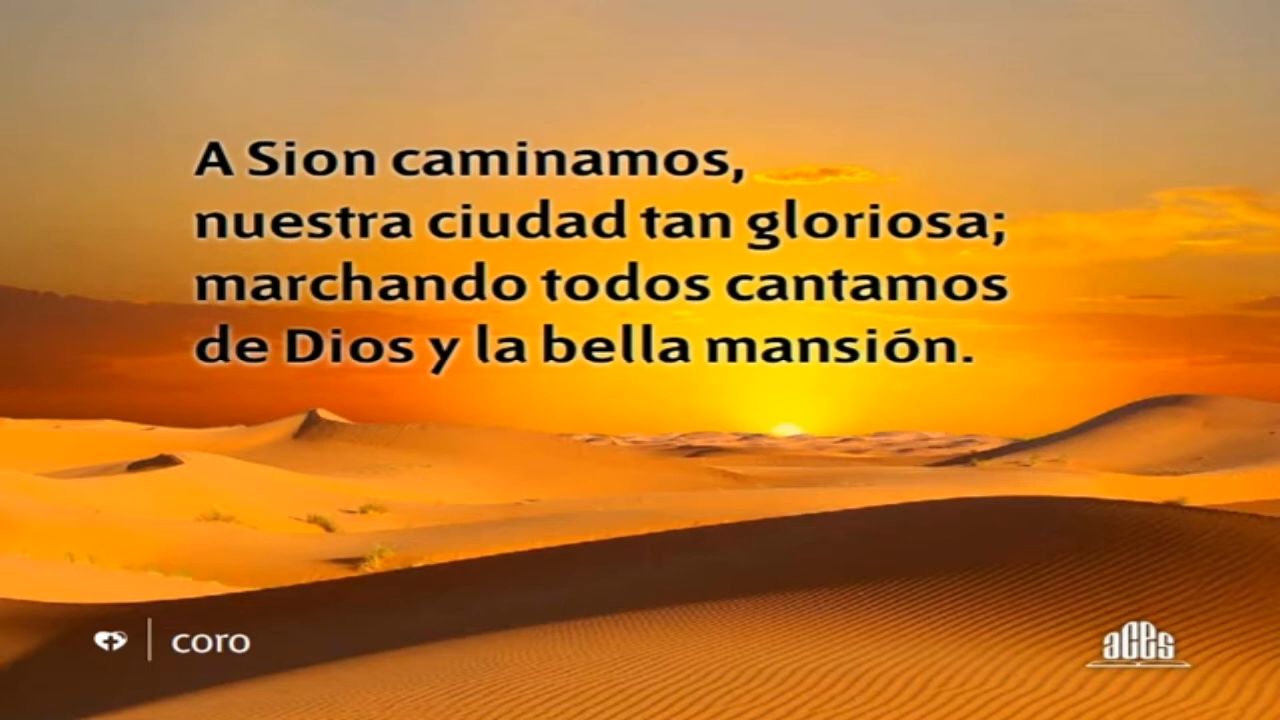 A Sion caminamos,
nuestra ciudad tan gloriosa;
marchando todos cantamos
de Dios y la bella mansión.
coro
aces